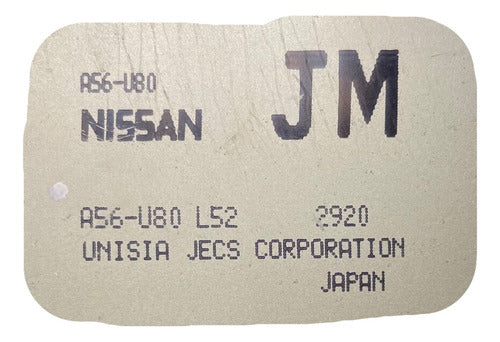 A56-U80
JM
NISSAN
A56-U80 L52 2920
UNISIA JECS CORPORATION
JAPAN